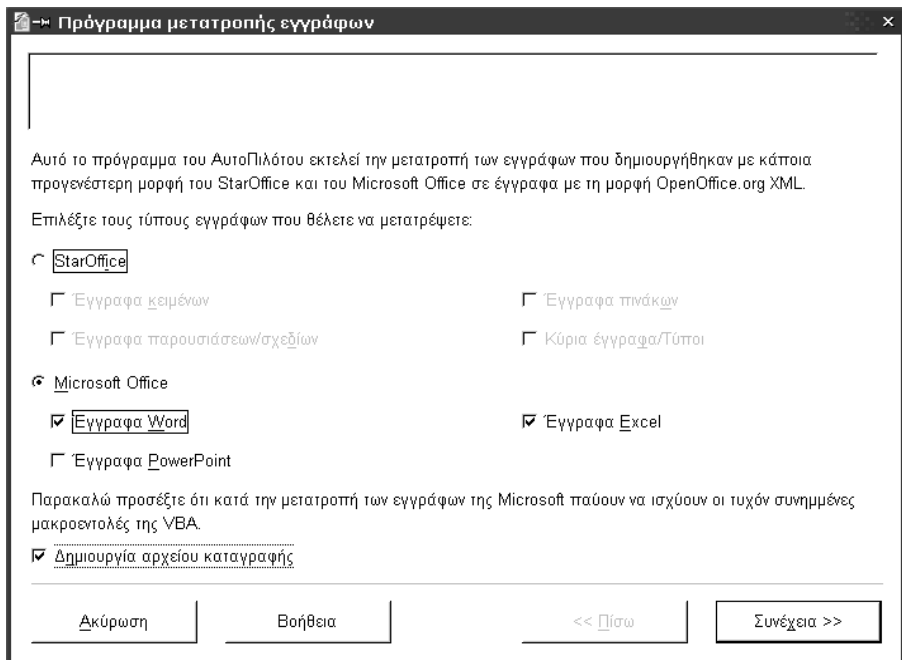 Πρόγραμμα μετατροπής εγγράφων
Αυτό το πρόγραμμα του ΑυτοΠιλότου εκτελεί την μετατροπή των εγγράφων που δημιουργήθηκαν με κάποια
προγενέστερη μορφή του StarOffice και του Microsoft Office σε έγγραφα με τη μορφή OpenOffice.org XML.
Επιλέξτε τους τύπους εγγράφων που θέλετε να μετατρέψετε:
StarOffice
Έγγραφα κειμένων Έγγραφα πινάκων
Έγγραφα παρουσιάσεων/σχεδίων Κύρια έγγραφα/Τύποι
Microsoft Office
Έγγραφα Word Έγγραφα Excel
Έγγραφα PowerPoint
Παρακαλώ προσέξτε ότι κατά την μετατροπή των εγγράφων της Microsoft παύουν να ισχύουν οι τυχόν συνημμένες
μακροεντολές της VBA.
Δημιουργία αρχείου καταγραφής
Ακύρωση Βοήθεια << Πίσω Συνέχεια >>